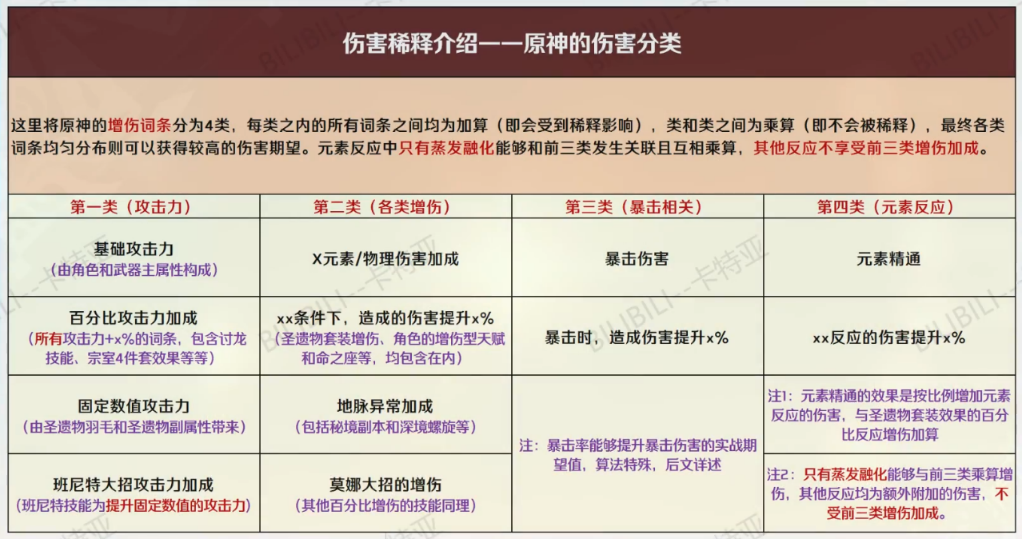 伤害稀释介绍——原神的伤害分类
这里将原神的增伤词条分为4类，每类之内的所有词条之间均为加算（即会受到稀释影响），类和类之间为乘算（即不会被稀释），最终各类
词条均匀分布则可以获得较高的伤害期望。元素反应中只有蒸发融化能够和前三类发生关联且互相乘算，其他反应不享受前三类增伤加成。
第一类（攻击力）
第二类（各类增伤）
第三类（暴击相关）
第四类（元素反应）
基础攻击力
（由角色和武器主属性构成）
X元素/物理伤害加成
暴击伤害
元素精通
百分比攻击力加成
（所有攻击力+x%的词条，包含讨龙
技能、宗室4件套效果等等）
xx条件下，造成的伤害提升x%
（圣遗物套装增伤、角色的增伤型天赋
和命之座等，均包含在内）
暴击时，造成伤害提升x%
xx反应的伤害提升x%
固定数值攻击力
（由圣遗物羽毛和圣遗物副属性带来）
地脉异常加成
（包括秘境副本和深境螺旋等）
注：暴击率能够提升暴击伤害的实战期
望值，算法特殊，后文详述
注1：元素精通的效果是按比例增加元素
反应的伤害，与圣遗物套装效果的百分
比反应增伤加算
班尼特大招攻击力加成
（班尼特技能为提升固定数值的攻击力）
莫娜大招的增伤
（其他百分比增伤的技能同理）
注2：只有蒸发融化能够与前三类乘算增
伤，其他反应均为额外附加的伤害，不
受前三类增伤加成。
BILIBILI--卡特亚
BILIBILI--卡特亚
BILIBILI--卡特亚